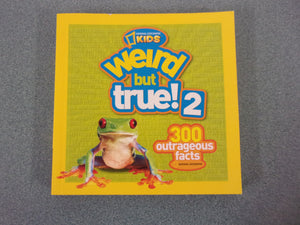 NATIONAL GEOGRAPHIC
KIDS
weird
but
true! 2
300
outrageous
facts